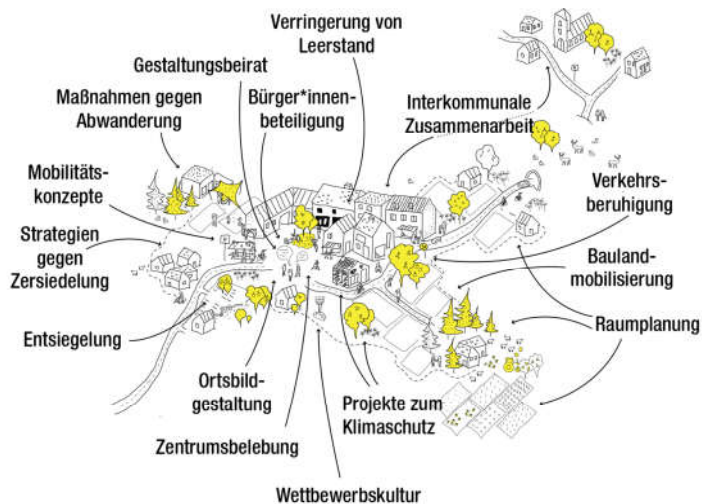 Verringerung von
Leerstand
Gestaltungsbeirat
Maßnahmen gegen
Abwanderung
Bürger*innen-
beteiligung
Interkommunale
Zusammenarbeit
Mobilitäts-
konzepte
Verkehrs-
beruhigung
Strategien
gegen
Zersiedelung
Bauland-
mobilisierung
Entsiegelung
Raumplanung
Ortsbild-
gestaltung
Projekte zum
Klimaschutz
Zentrumsbelebung
Wettbewerbskultur